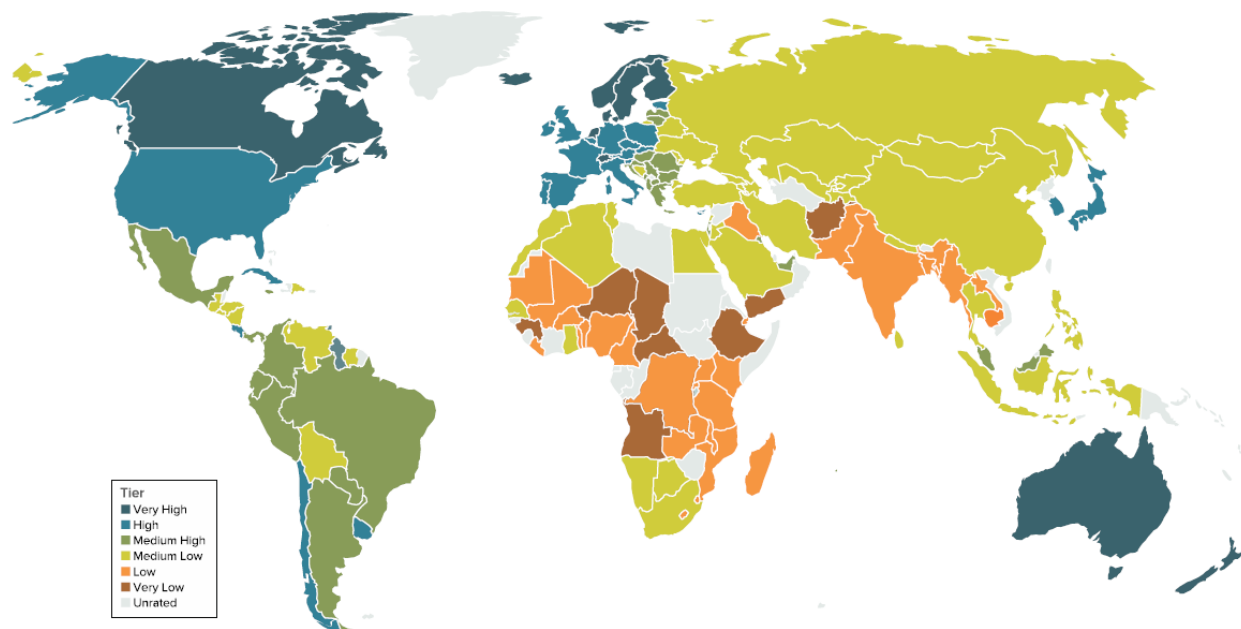 Tier
Very High
High
Medium High
Medium Low
Low
Very Low
Unrated